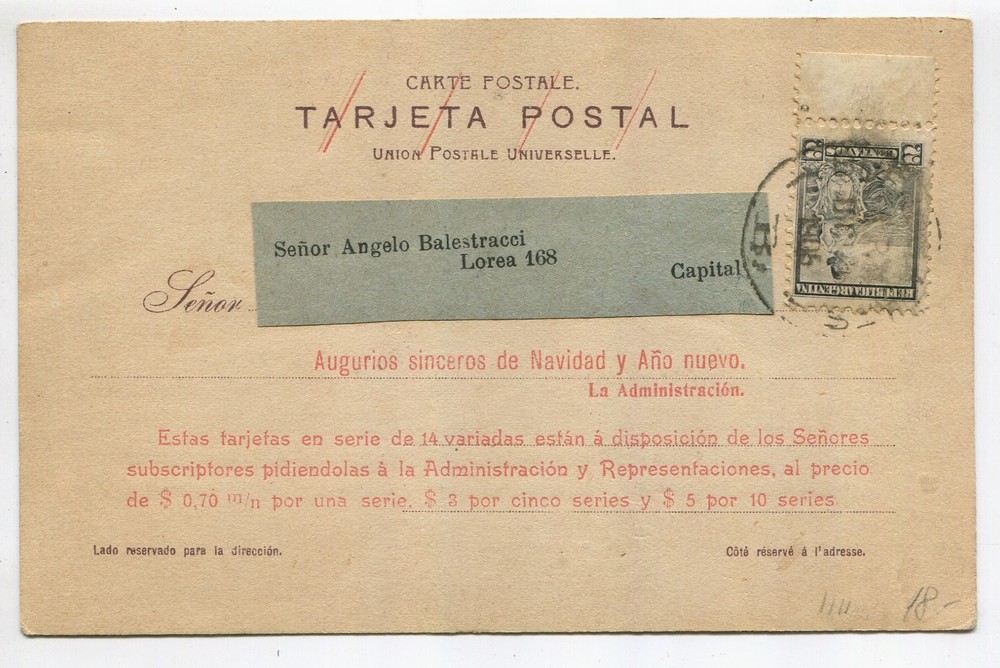 CARTE POSTALE.
TARJETA POSTAL
UNION POSTALE UNIVERSELLE.
Señor Angelo Balestracci
Lorea 168
Capital
Señor
REPUBLICA ARGENTINA
Augurios sinceros de Navidad y Año nuevo.
La Administración.
Estas tarjetas en serie de 14 variadas están á disposición de los Señores
subscriptores pidiendolas á la Administración y Representaciones, al precio
de $ 0,70 m/n por una serie. $ 3 por cinco series y $ 5 por 10 series
Lado reservado para la dirección.
Côté réservé á l'adresse.
18.-